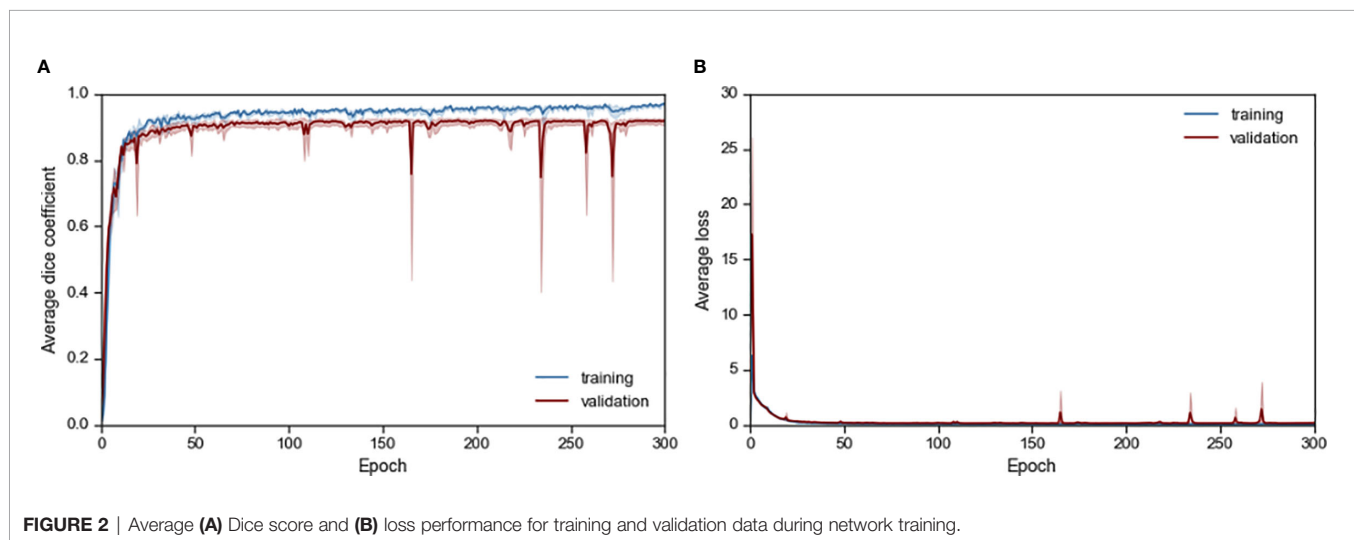 A
1.0
0.8
0.6
0.4
0.2
0.0
Average dice coefficient
training
validation
0 50 100 150 200 250 300
Epoch
B
30
25
20
15
10
5
0
Average loss
training
validation
0 50 100 150 200 250 300
Epoch
FIGURE 2 | Average (A) Dice score and (B) loss performance for training and validation data during network training.